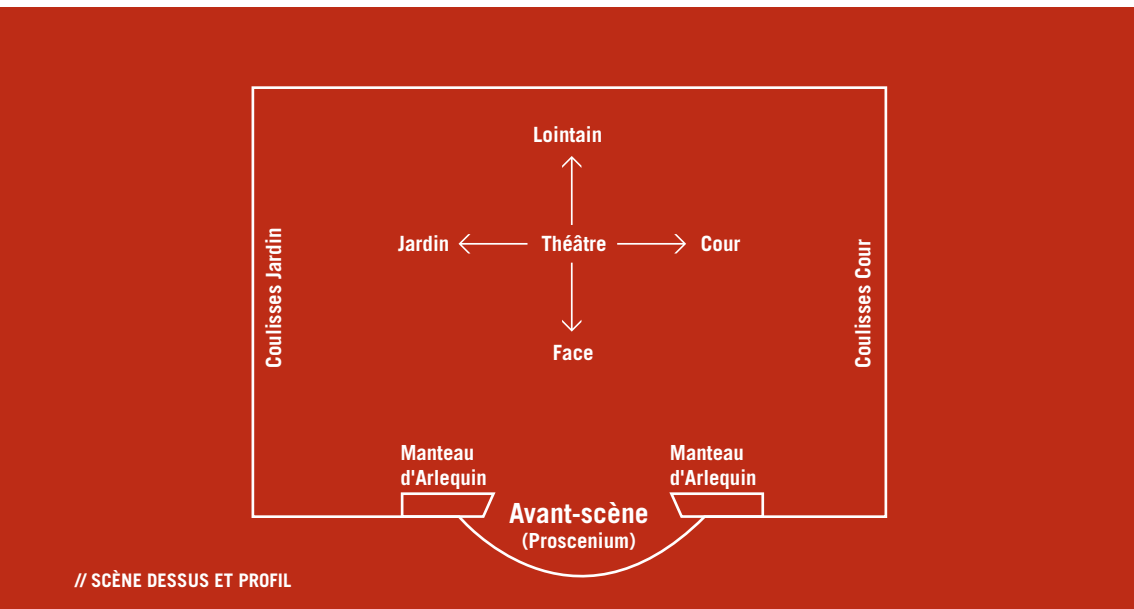 Lointain
Jardin
Théâtre
Cour
Face
Coulisses Jardin
Coulisses Cour
Manteau
d'Arlequin
Manteau
d'Arlequin
Avant-scène
(Proscenium)
// SCÈNE DESSUS ET PROFIL